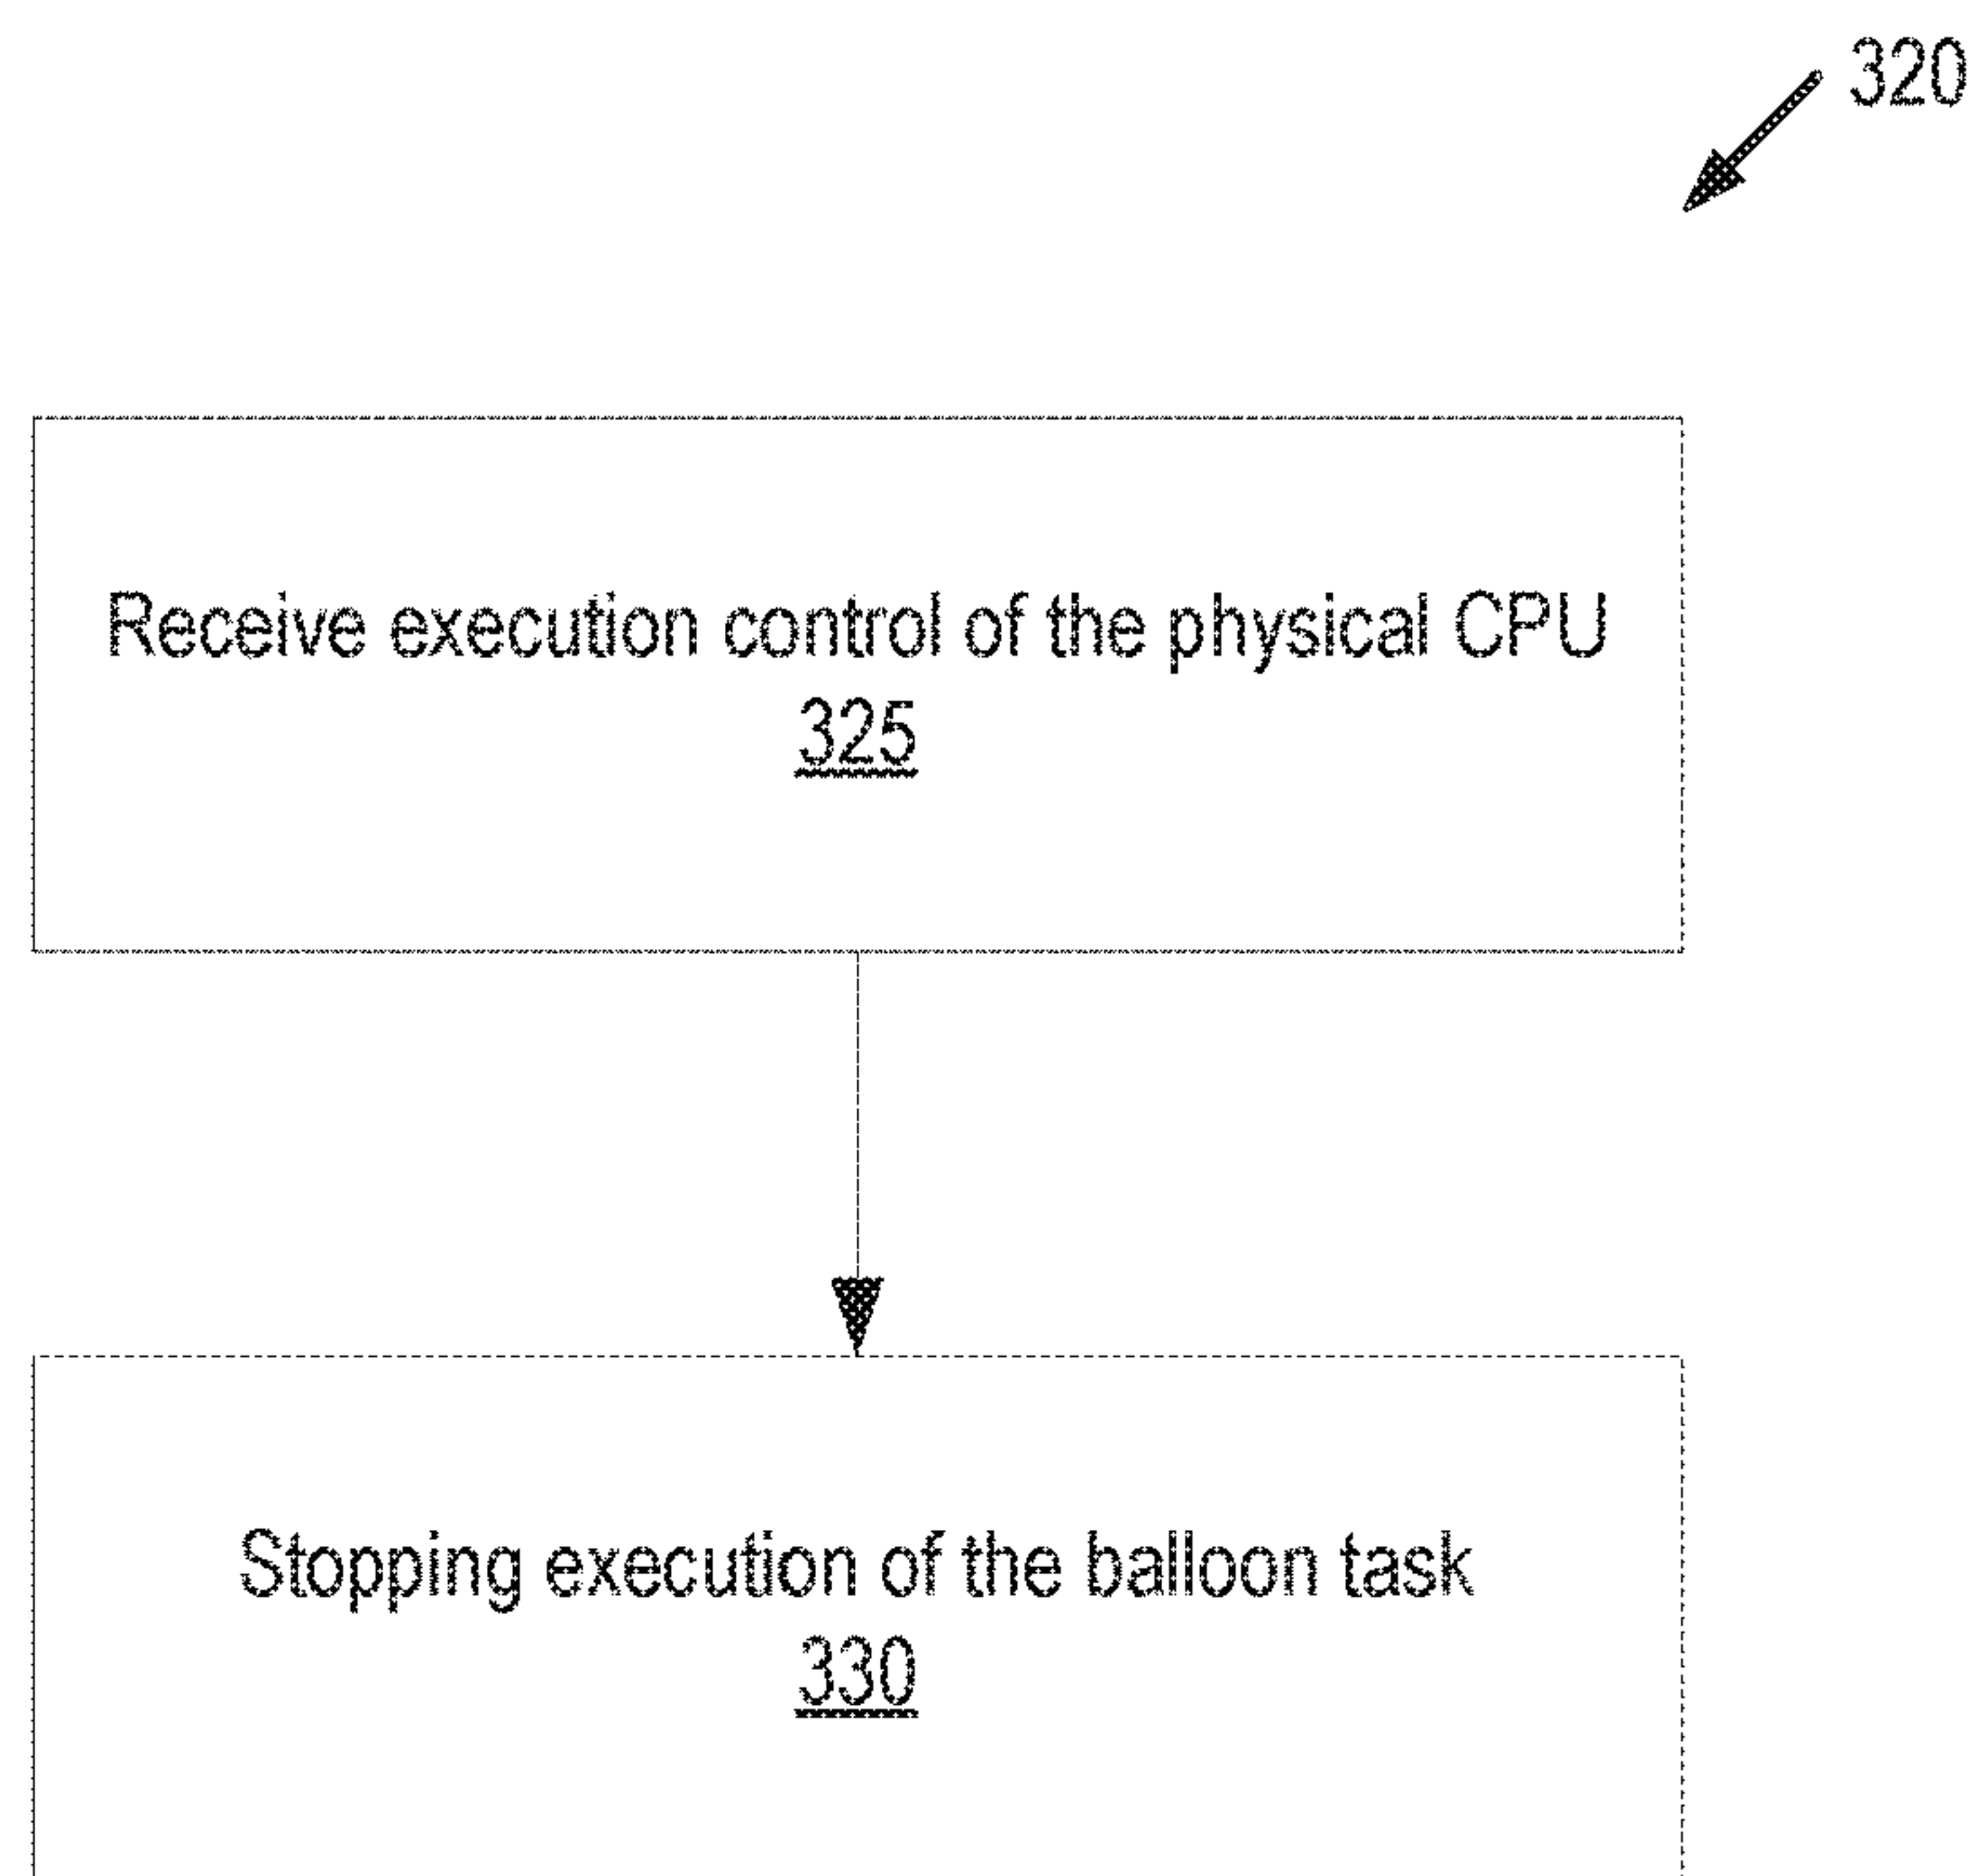 320
Receive execution control of the physical CPU
325
Stopping execution of the balloon task
330